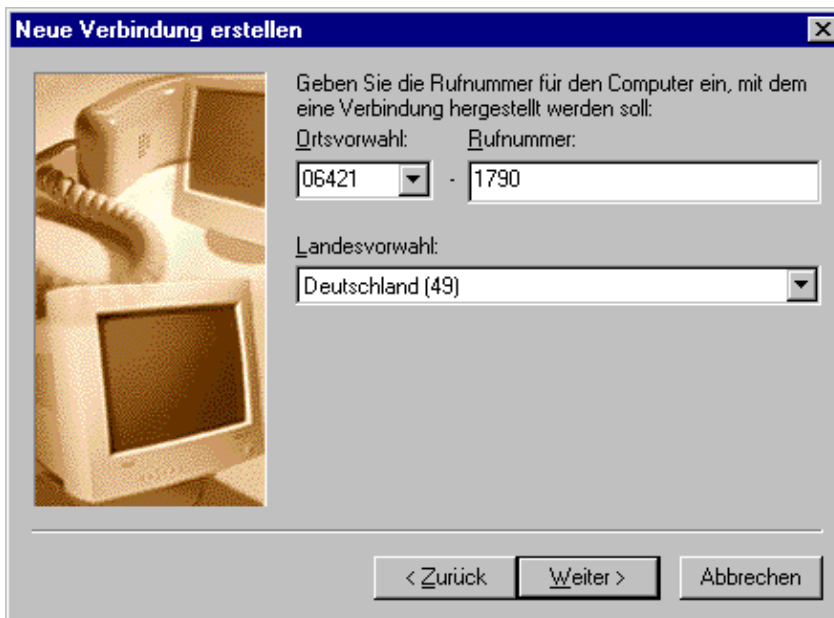 Neue Verbindung erstellen
Geben Sie die Rufnummer für den Computer ein, mit dem
eine Verbindung hergestellt werden soll:
Ortsvorwahl: Rufnummer:
06421 - 1790
Landesvorwahl:
Deutschland (49)
< Zurück Weiter > Abbrechen